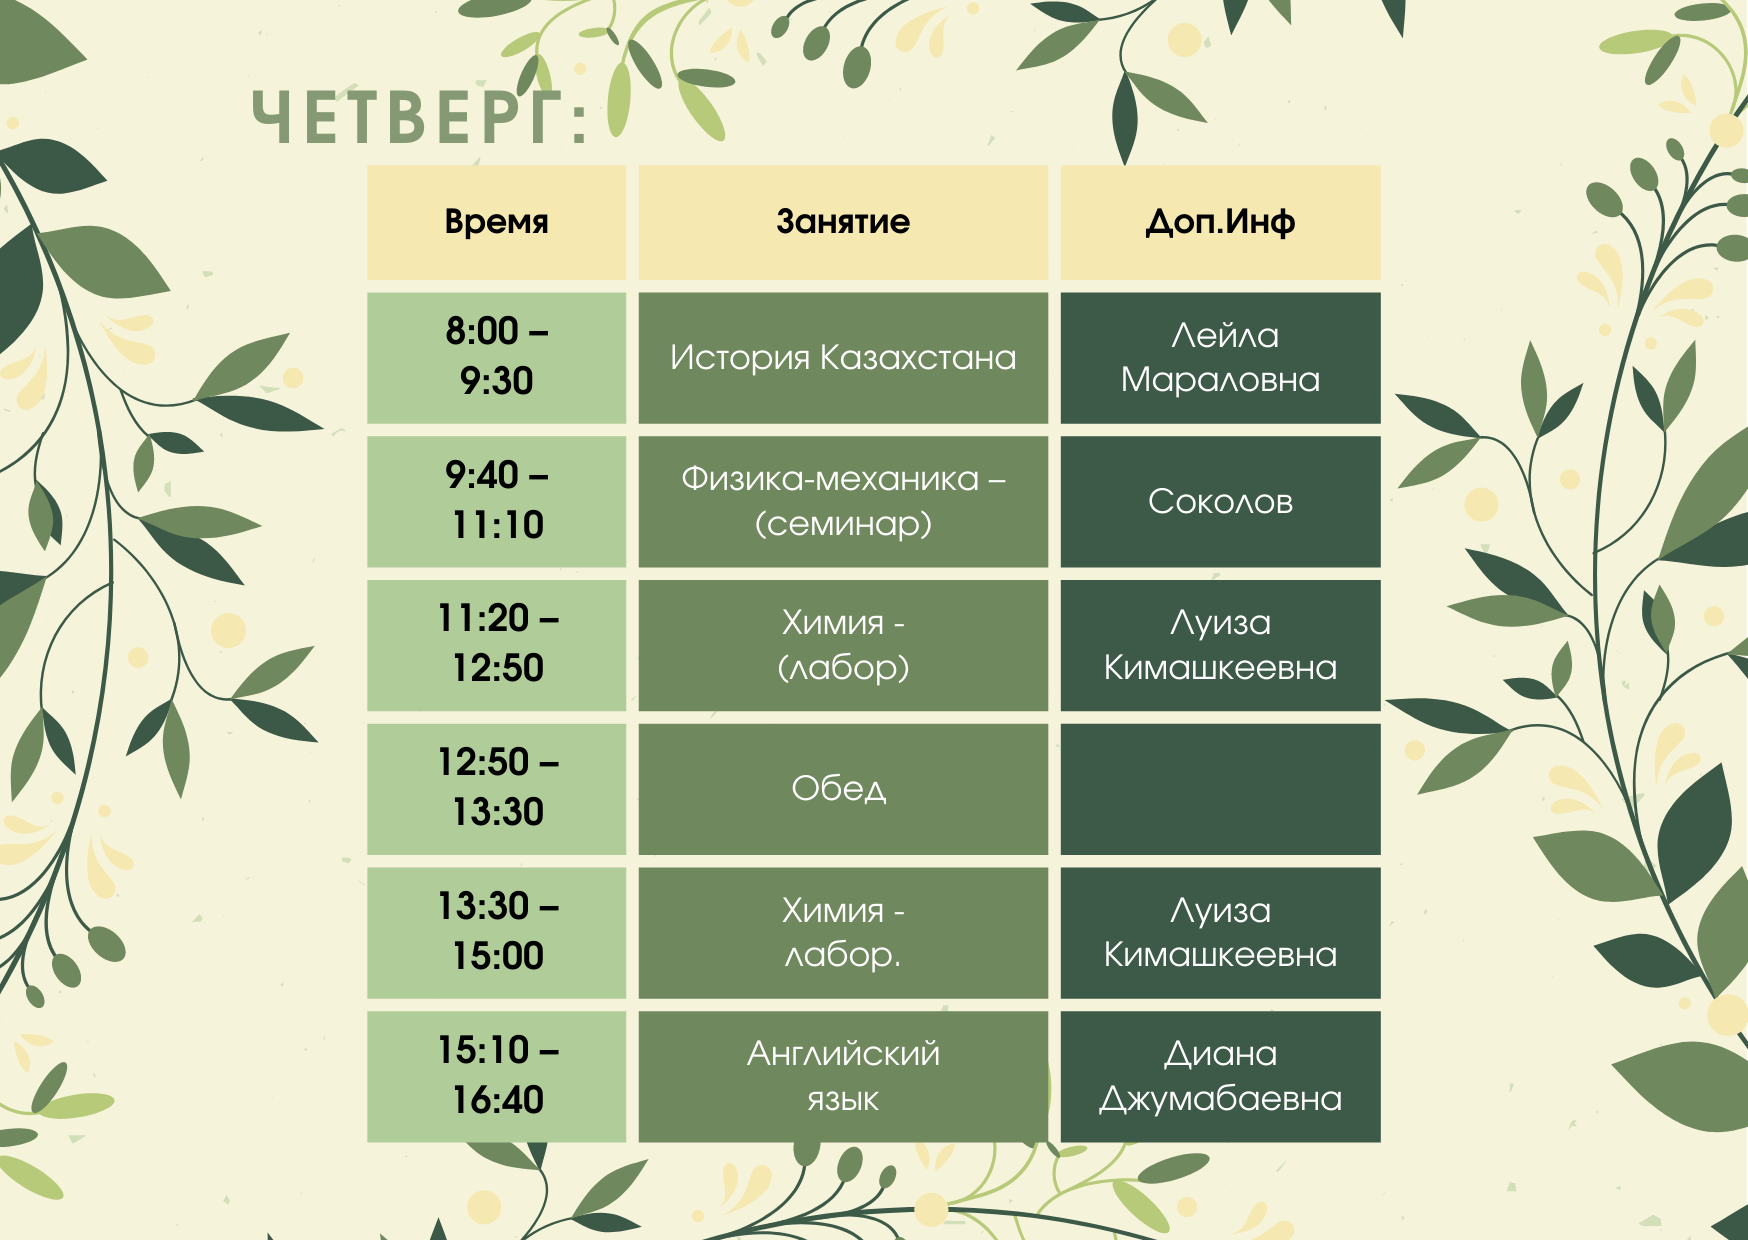 ЧЕТВЕРГ:
Время
Занятие
Доп.Инф
8:00 –
9:30
История Казахстана
Лейла
Мараловна
9:40 –
11:10
Физика-механика –
(семинар)
Соколов
11:20 –
12:50
Химия -
(лабор)
Луиза
Кимашкеевна
12:50 –
13:30
Обед
13:30 –
15:00
Химия -
лабор.
Луиза
Кимашкеевна
15:10 –
16:40
Английский
язык
Диана
Джумабаевна